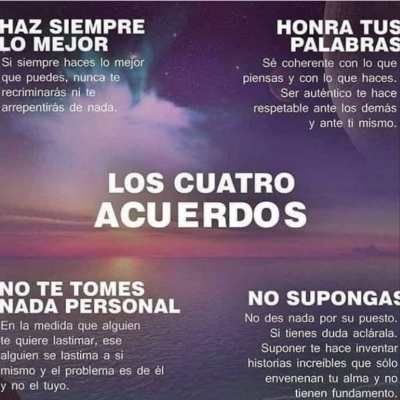 HAZ SIEMPRE
LO MEJOR
Si siempre haces lo mejor
que puedes, nunca te
recriminarás ni te
arrepentirás de nada.
HONRA TUS
PALABRAS
Sé coherente con lo que
piensas y con lo que haces.
Ser auténtico te hace
respetable ante los demás
y ante ti mismo.
LOS CUATRO
ACUERDOS
NO TE TOMES
NADA PERSONAL
En la medida que alguien
te quiere lastimar, ese
alguien se lastima a si
mismo y el problema es de él
y no el tuyo.
NO SUPONGAS
No des nada por su puesto.
Si tienes duda aclárala.
Suponer te hace inventar
historias increíbles que sólo
envenenan tu alma y no
tienen fundamento.